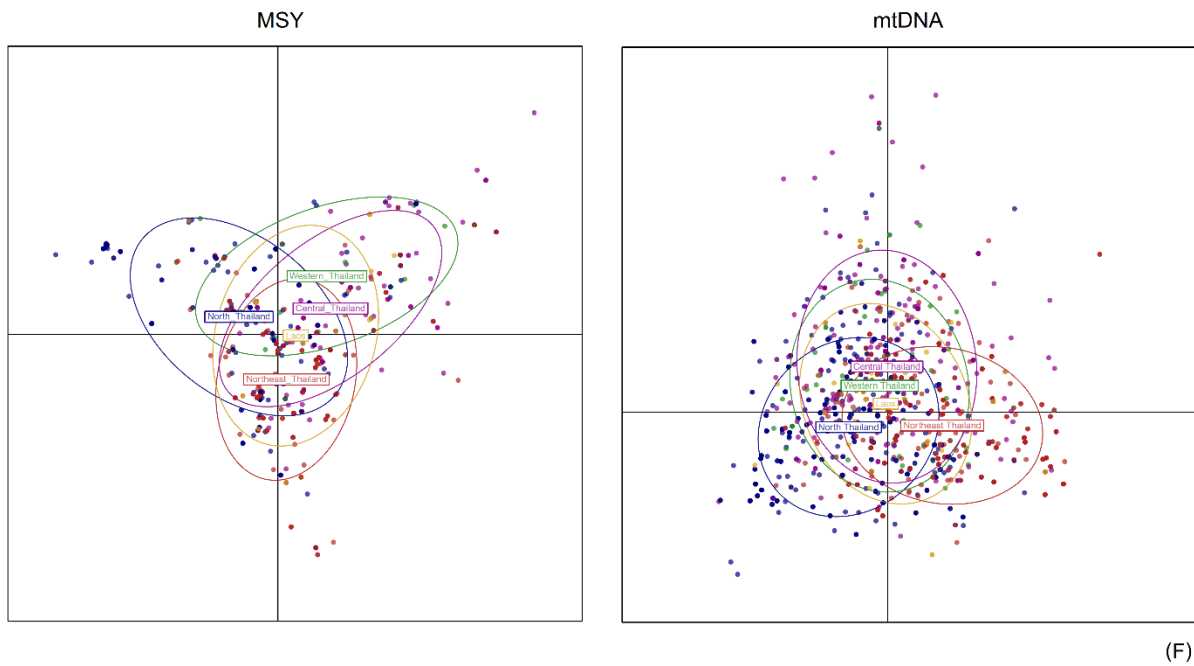 MSY
mtDNA
Western_Thailand
Central_Thailand
North_Thailand
Laos
Northeast_Thailand
Central Thailand
Western Thailand
Laos
North Thailand
Northeast Thailand
(F)